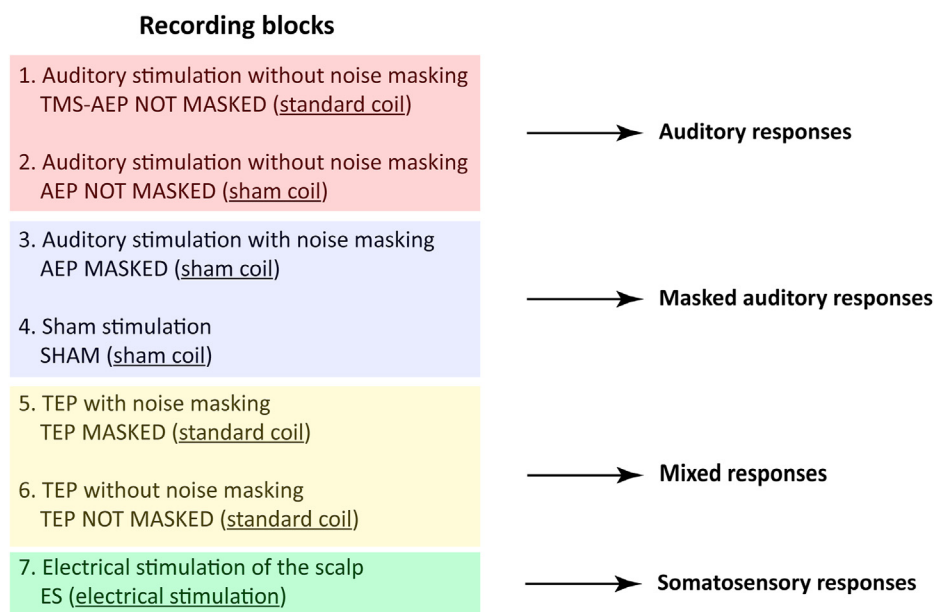 Recording blocks
1. Auditory stimulation without noise masking
TMS-AEP NOT MASKED (standard coil)
Auditory responses
2. Auditory stimulation without noise masking
AEP NOT MASKED (sham coil)
3. Auditory stimulation with noise masking
AEP MASKED (sham coil)
Masked auditory responses
4. Sham stimulation
SHAM (sham coil)
5. TEP with noise masking
TEP MASKED (standard coil)
Mixed responses
6. TEP without noise masking
TEP NOT MASKED (standard coil)
7. Electrical stimulation of the scalp
ES (electrical stimulation)
Somatosensory responses